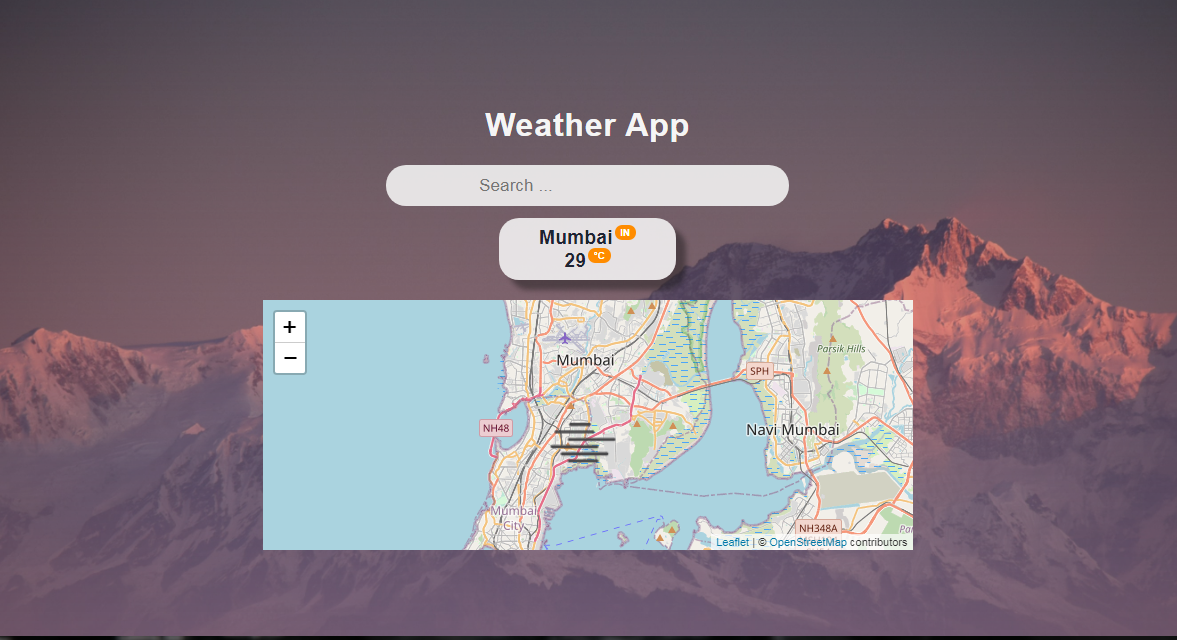 Weather App
Search ...
Mumbai IN
29 °C
+
−
Mumbai
Parsik Hills
SPH
NH48
Navi Mumbai
Mumbai
City
NH348A
Leaflet | © OpenStreetMap contributors